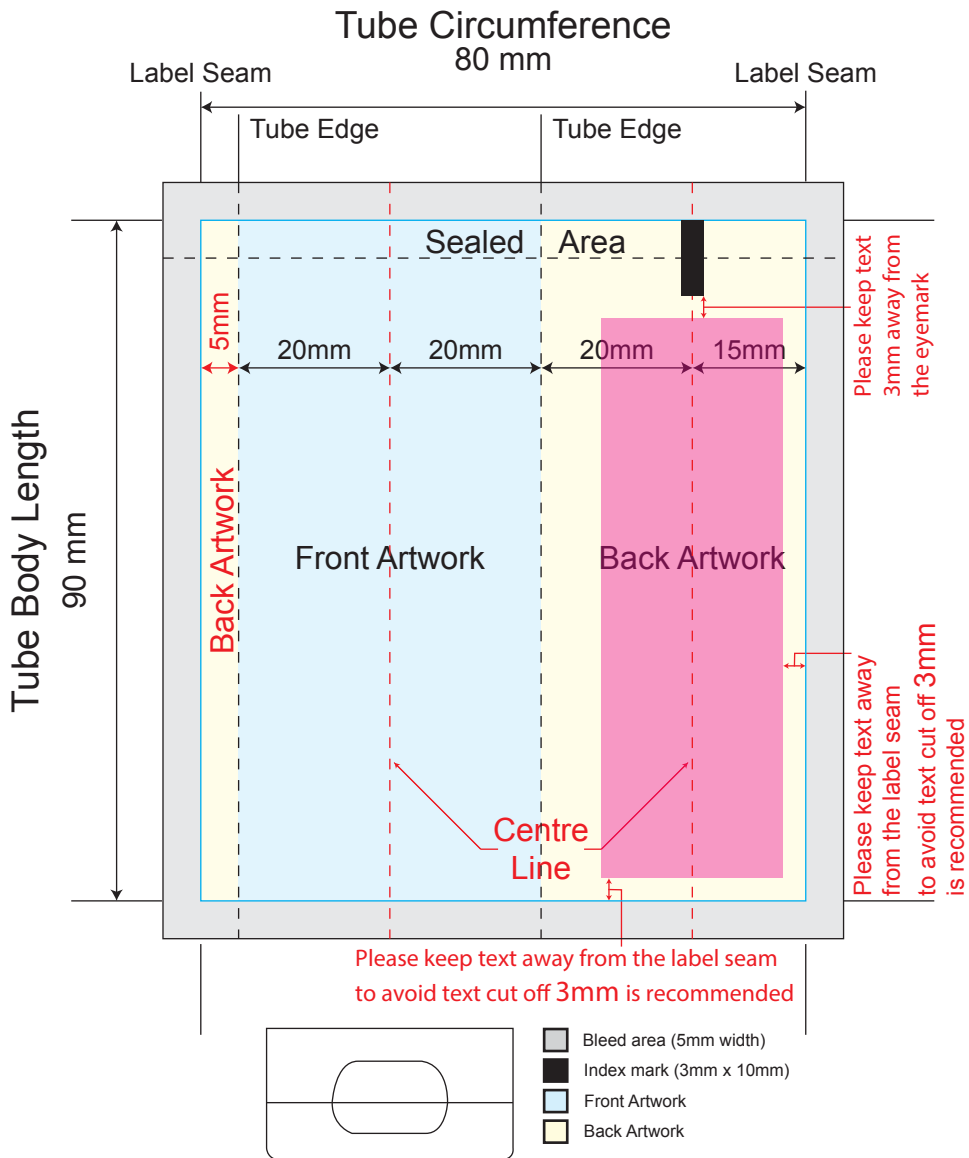 Tube Circumference
80 mm
Label Seam
Label Seam
Tube Edge
Tube Edge
Sealed Area
Please keep text
3mm away from
the eyemark
5mm
20mm
20mm
20mm
15mm
Tube Body Length
90 mm
Back Artwork
Front Artwork
Back Artwork
Please keep text away
from the label seam
to avoid text cut off 3mm
is recommended
Centre
Line
Please keep text away from the label seam
to avoid text cut off 3mm is recommended
Bleed area (5mm width)
Index mark (3mm x 10mm)
Front Artwork
Back Artwork